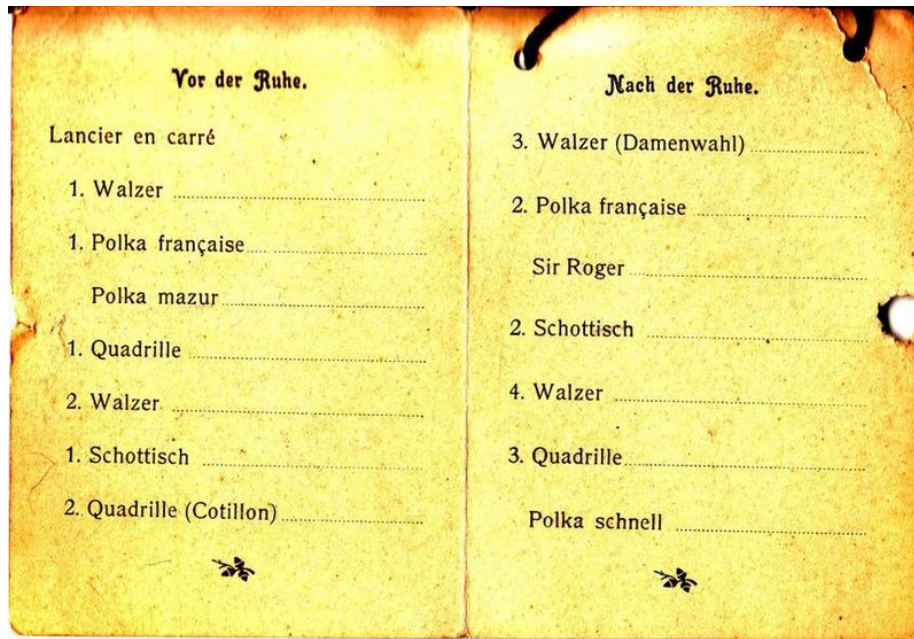 Vor der Ruhe.
Lancier en carré
1. Walzer
1. Polka française
Polka mazur
1. Quadrille
2. Walzer
1. Schottisch
2. Quadrille (Cotillon)
Nach der Ruhe.
3. Walzer (Damenwahl)
2. Polka française
Sir Roger
2. Schottisch
4. Walzer
3. Quadrille
Polka schnell